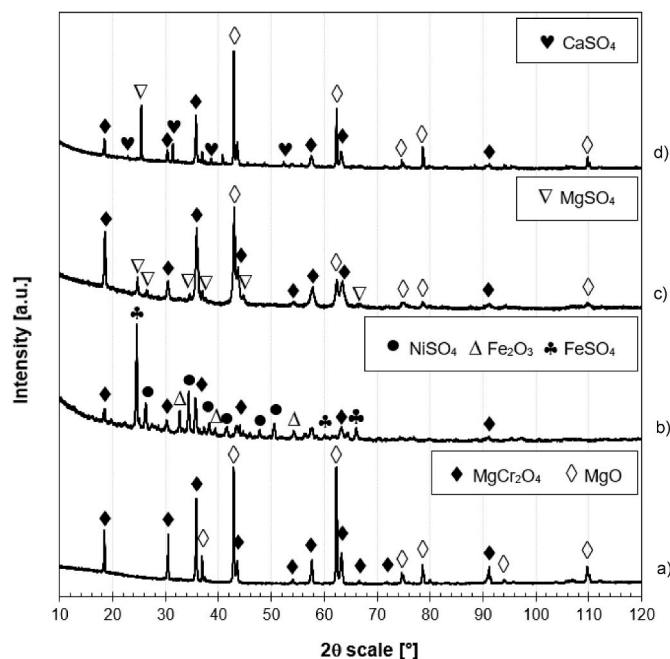 Intensity [a.u.]
CaSO₄
d)
MgSO₄
c)
NiSO₄ Fe₂O₃ FeSO₄
b)
MgCr₂O₄ MgO
a)
10 20 30 40 50 60 70 80 90 100 110 120
2θ scale [°]